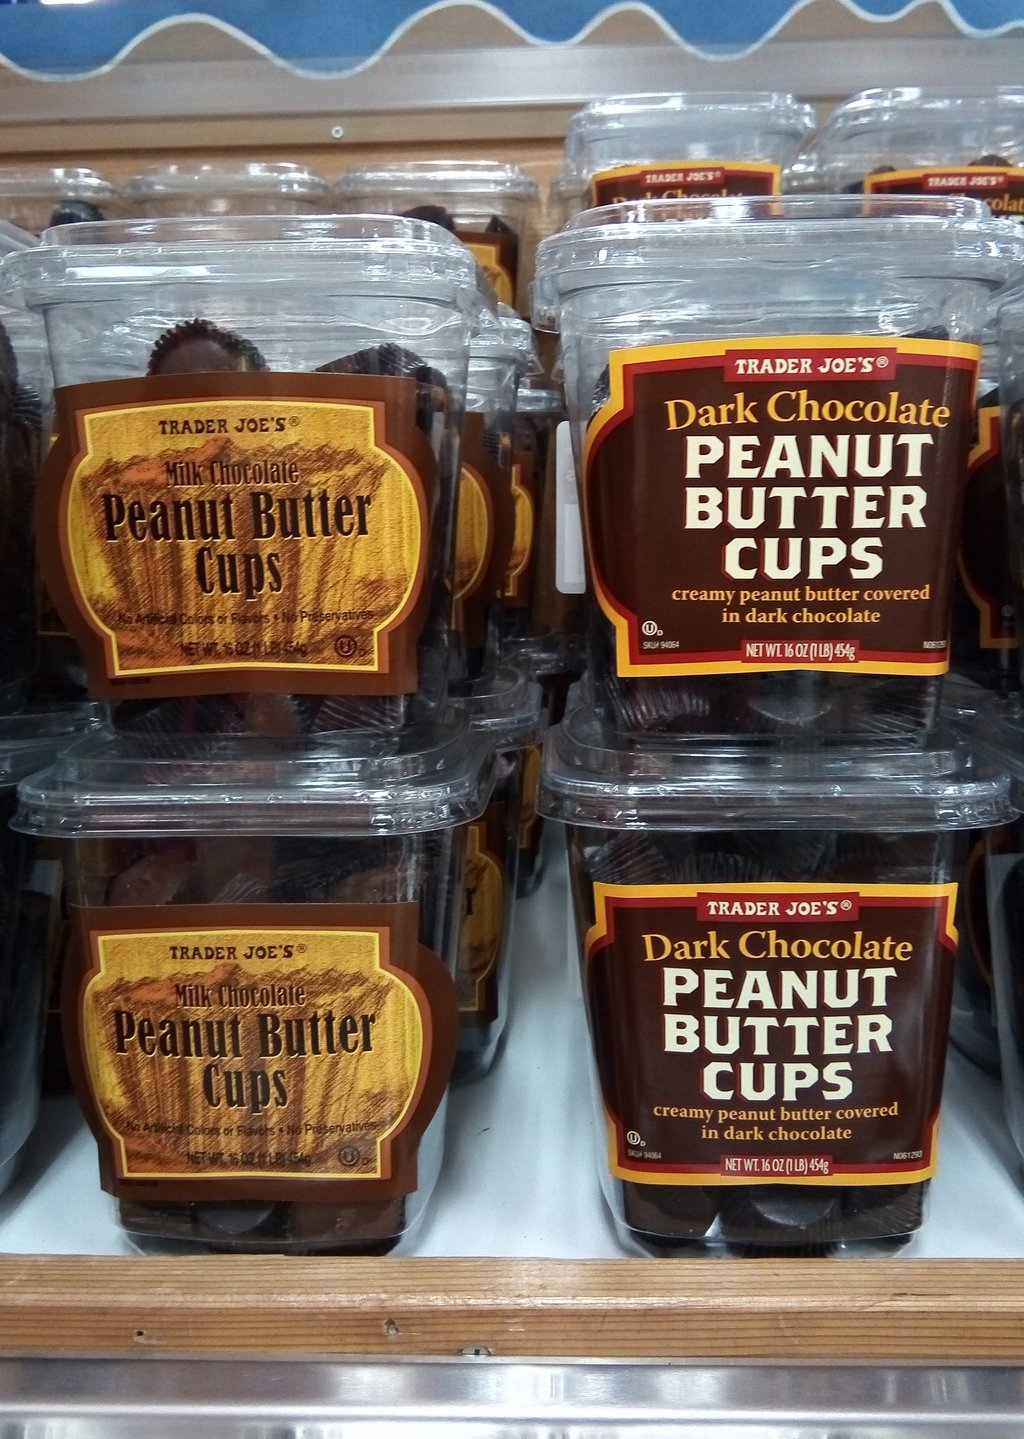 TRADER JOE'S
Dark Chocolate
TRADER JOE'S®
TRADER JOE'S®
Milk Chocolate
Peanut Butter
Cups
No Artificial Colors or Flavors • No Preservatives
NET WT. 16 OZ (1 LB) 454g
U D
TRADER JOE'S®
Dark Chocolate
PEANUT
BUTTER
CUPS
creamy peanut butter covered
in dark chocolate
U D
SKU# 94064
NET WT. 16 OZ (1 LB) 454g
TRADER JOE'S®
Milk Chocolate
Peanut Butter
Cups
No Artificial Colors or Flavors • No Preservatives
NET WT. 16 OZ (1 LB) 454g
U D
TRADER JOE'S®
Dark Chocolate
PEANUT
BUTTER
CUPS
creamy peanut butter covered
in dark chocolate
U D
SKU# 94064
NET WT. 16 OZ (1 LB) 454g
N061293